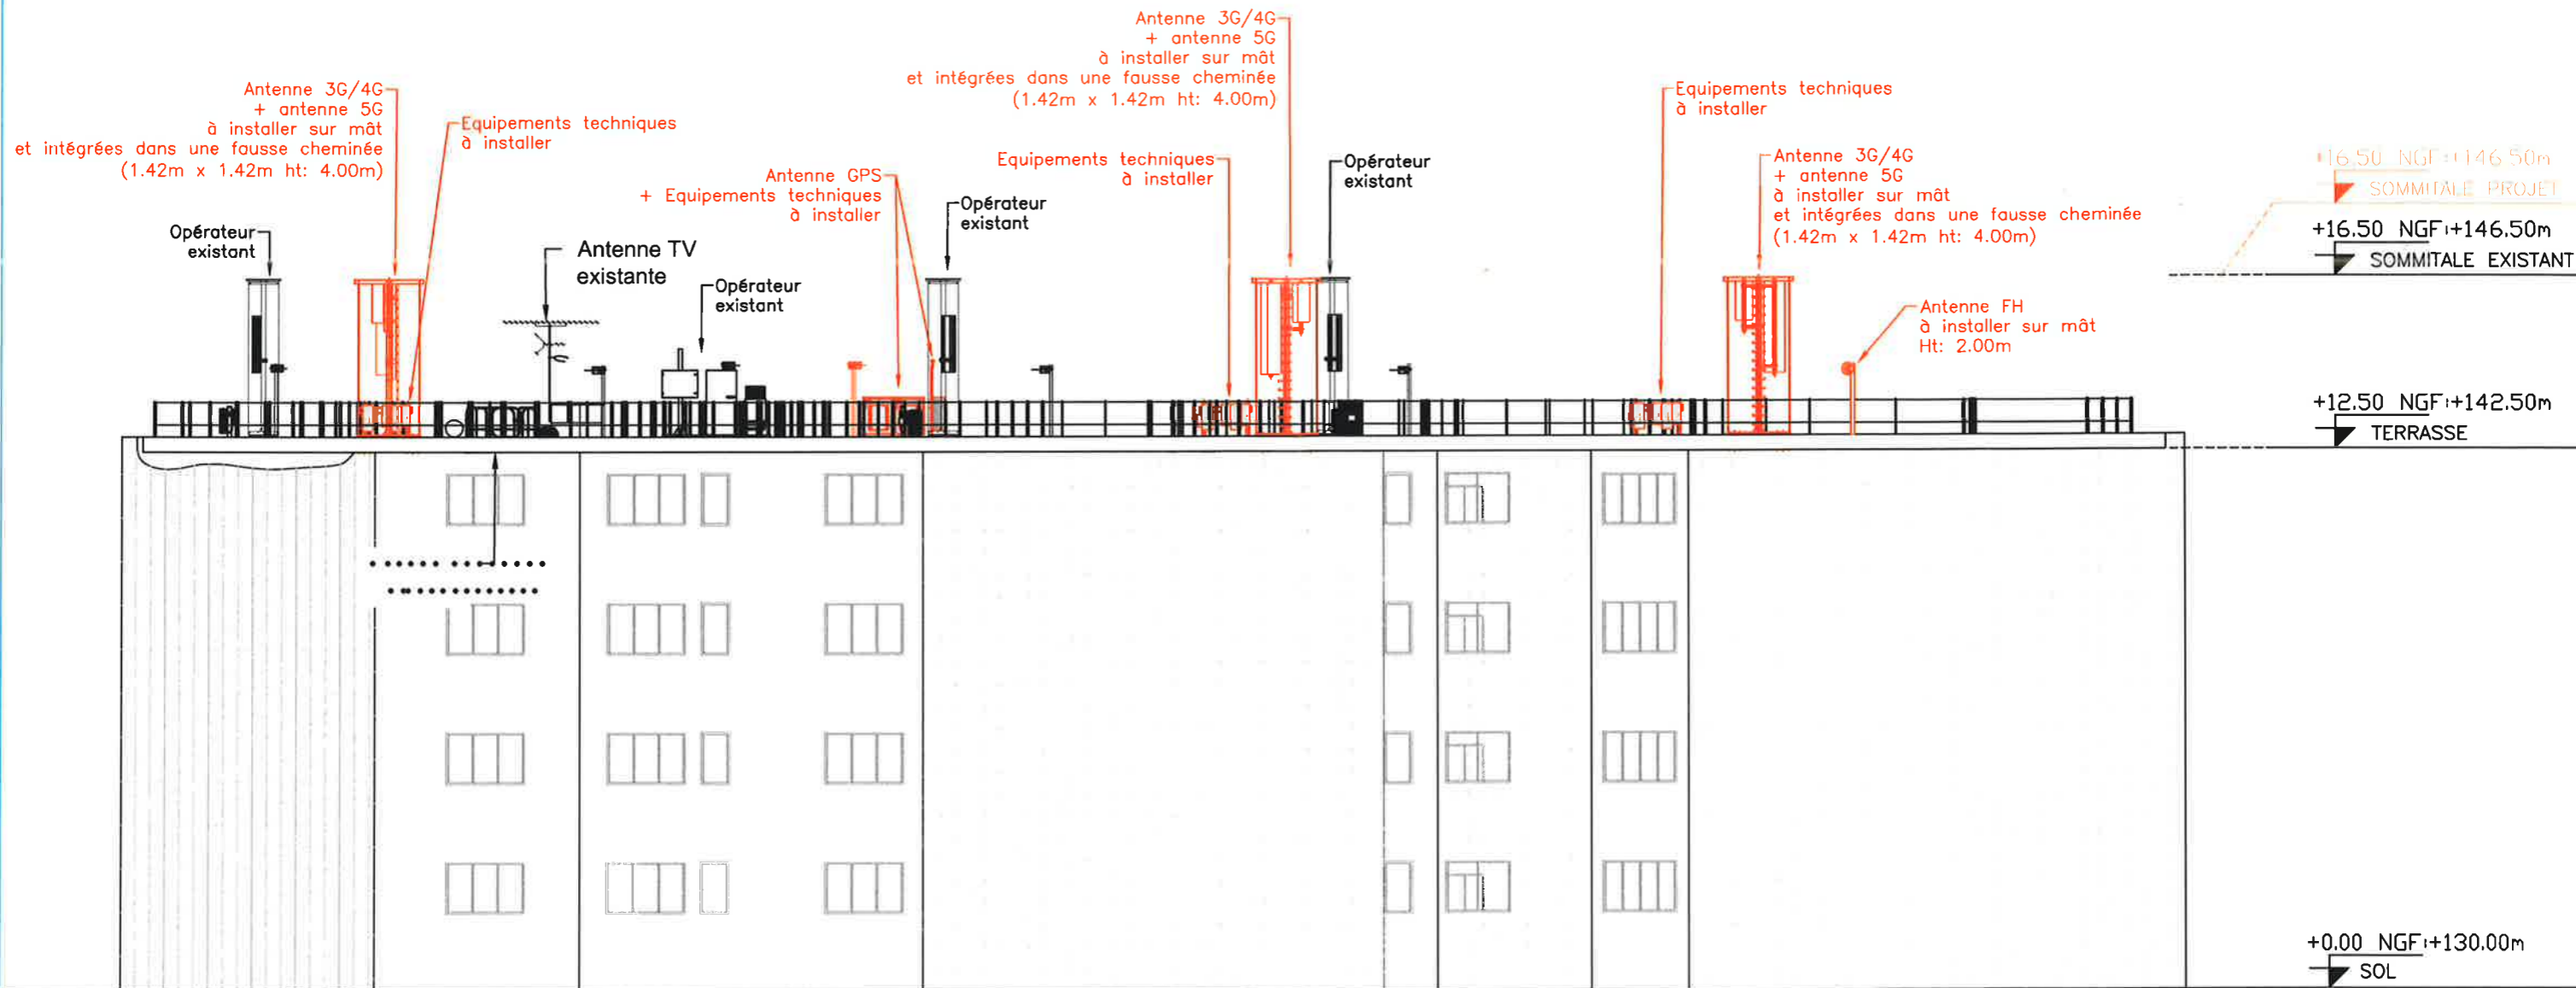 Antenne 3G/4G
+ antenne 5G
à installer sur mât
et intégrées dans une fausse cheminée
(1.42m x 1.42m ht: 4.00m)
Equipements techniques
à installer
Opérateur
existant
Antenne TV
existante
Opérateur
existant
Antenne GPS
+ Equipements techniques
à installer
Opérateur
existant
Antenne 3G/4G
+ antenne 5G
à installer sur mât
et intégrées dans une fausse cheminée
(1.42m x 1.42m ht: 4.00m)
Equipements techniques
à installer
Opérateur
existant
Equipements techniques
à installer
Antenne 3G/4G
+ antenne 5G
à installer sur mât
et intégrées dans une fausse cheminée
(1.42m x 1.42m ht: 4.00m)
Antenne FH
à installer sur mât
Ht: 2.00m
+16.50 NGF:+146.50m
SOMMITALE PROJET
+16.50 NGF:+146.50m
SOMMITALE EXISTANT
+12.50 NGF:+142.50m
TERRASSE
+0.00 NGF:+130.00m
SOL